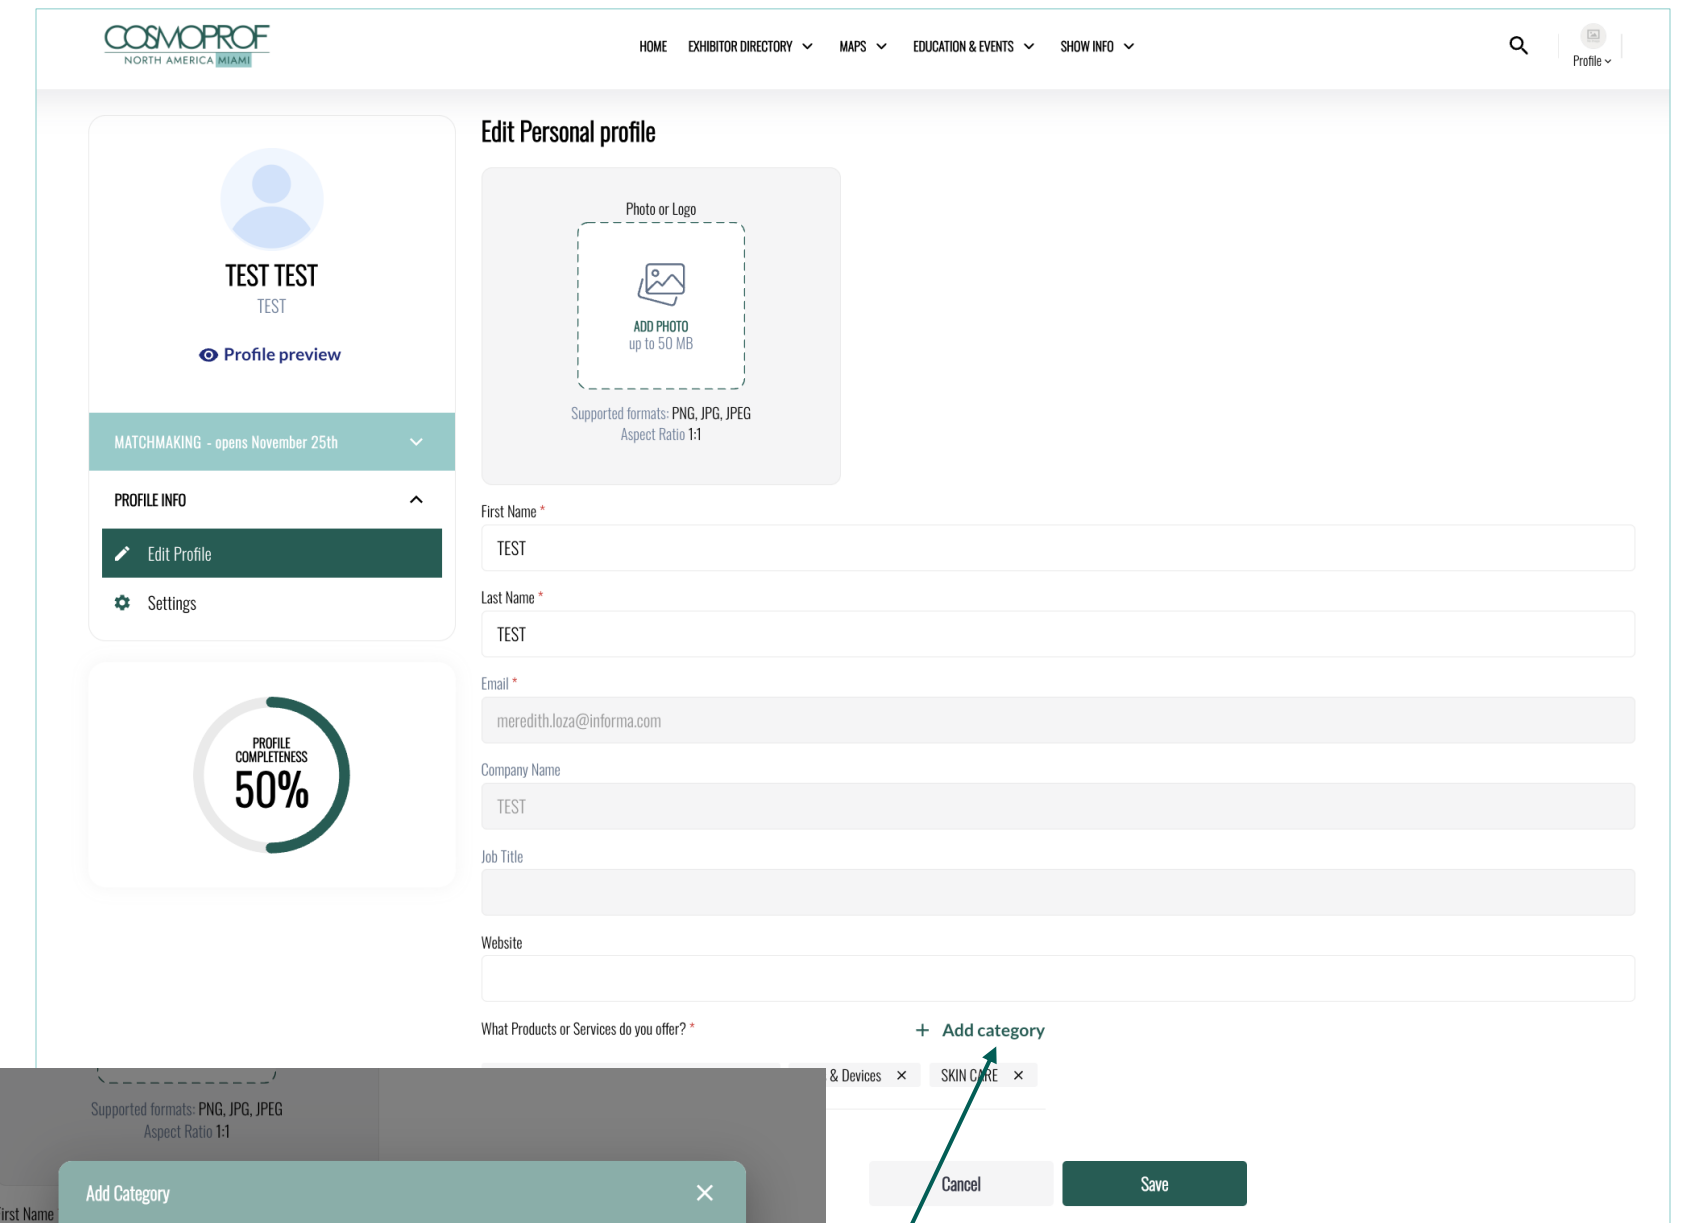 COSMOPROF
NORTH AMERICA MIAMI
HOME EXHIBITOR DIRECTORY MAPS EDUCATION & EVENTS SHOW INFO
Profile
TEST TEST
TEST
Profile preview
MATCHMAKING - opens November 25th
PROFILE INFO
Edit Profile
Settings
PROFILE
COMPLETENESS
50%
Edit Personal profile
Photo or Logo
ADD PHOTO
up to 50 MB
Supported formats: PNG, JPG, JPEG
Aspect Ratio 1:1
First Name *
TEST
Last Name *
TEST
Email *
meredith.loza@informa.com
Company Name
TEST
Job Title
Website
What Products or Services do you offer? *
+ Add category
& Devices ×
SKIN CARE ×
Cancel
Save
Supported formats: PNG, JPG, JPEG
Aspect Ratio 1:1
Add Category ×
First Name